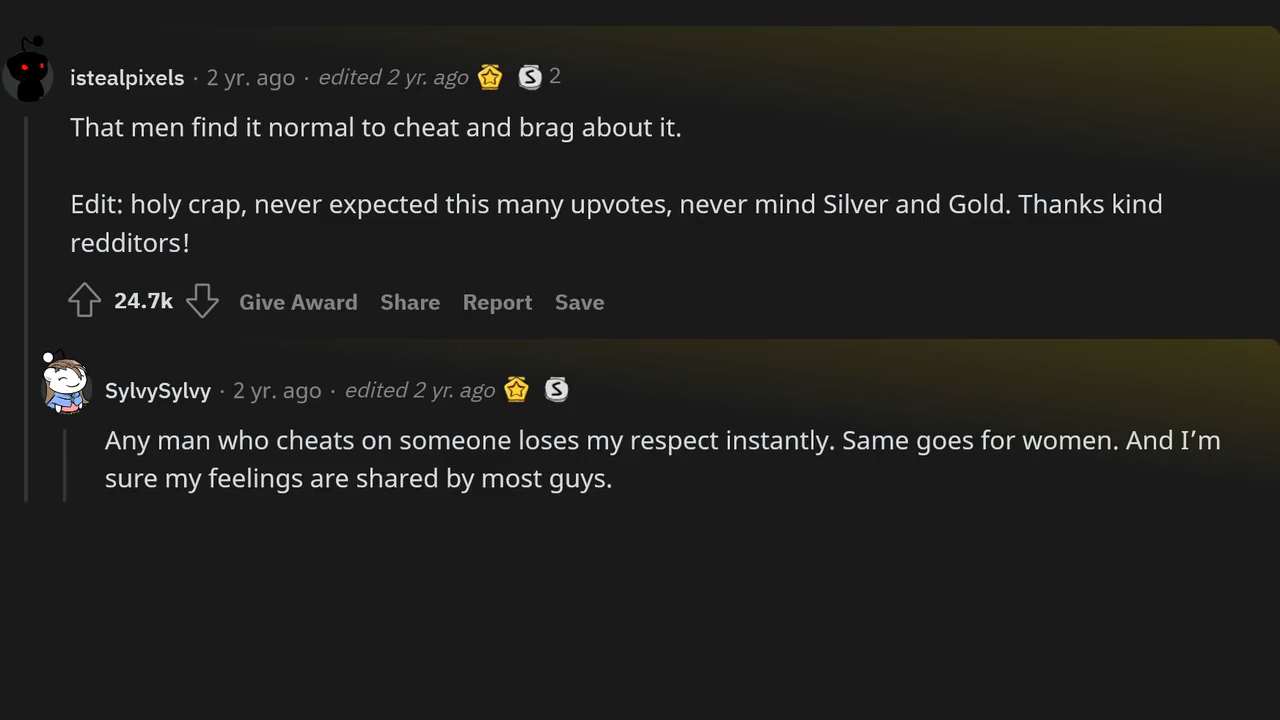 istealpixels · 2 yr. ago · edited 2 yr. ago S 2
That men find it normal to cheat and brag about it.
Edit: holy crap, never expected this many upvotes, never mind Silver and Gold. Thanks kind
redditors!
24.7k Give Award Share Report Save
SylvySylvy · 2 yr. ago · edited 2 yr. ago S
Any man who cheats on someone loses my respect instantly. Same goes for women. And I’m
sure my feelings are shared by most guys.